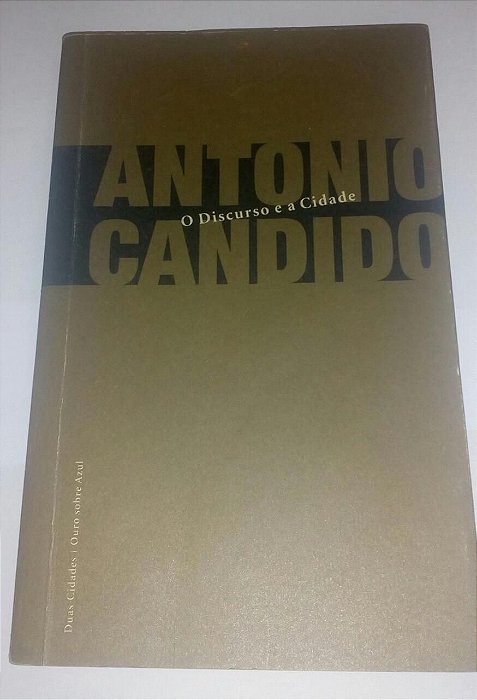 ANTONIO
O Discurso e a Cidade
CANDIDO
Duas Cidades | Ouro sobre Azul